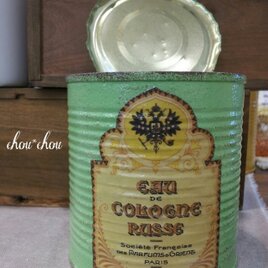 chou*chou
EAU
DE
COLOGNE
RUSSE
Société Française
DES PARFUMS D'ORIENT
PARIS